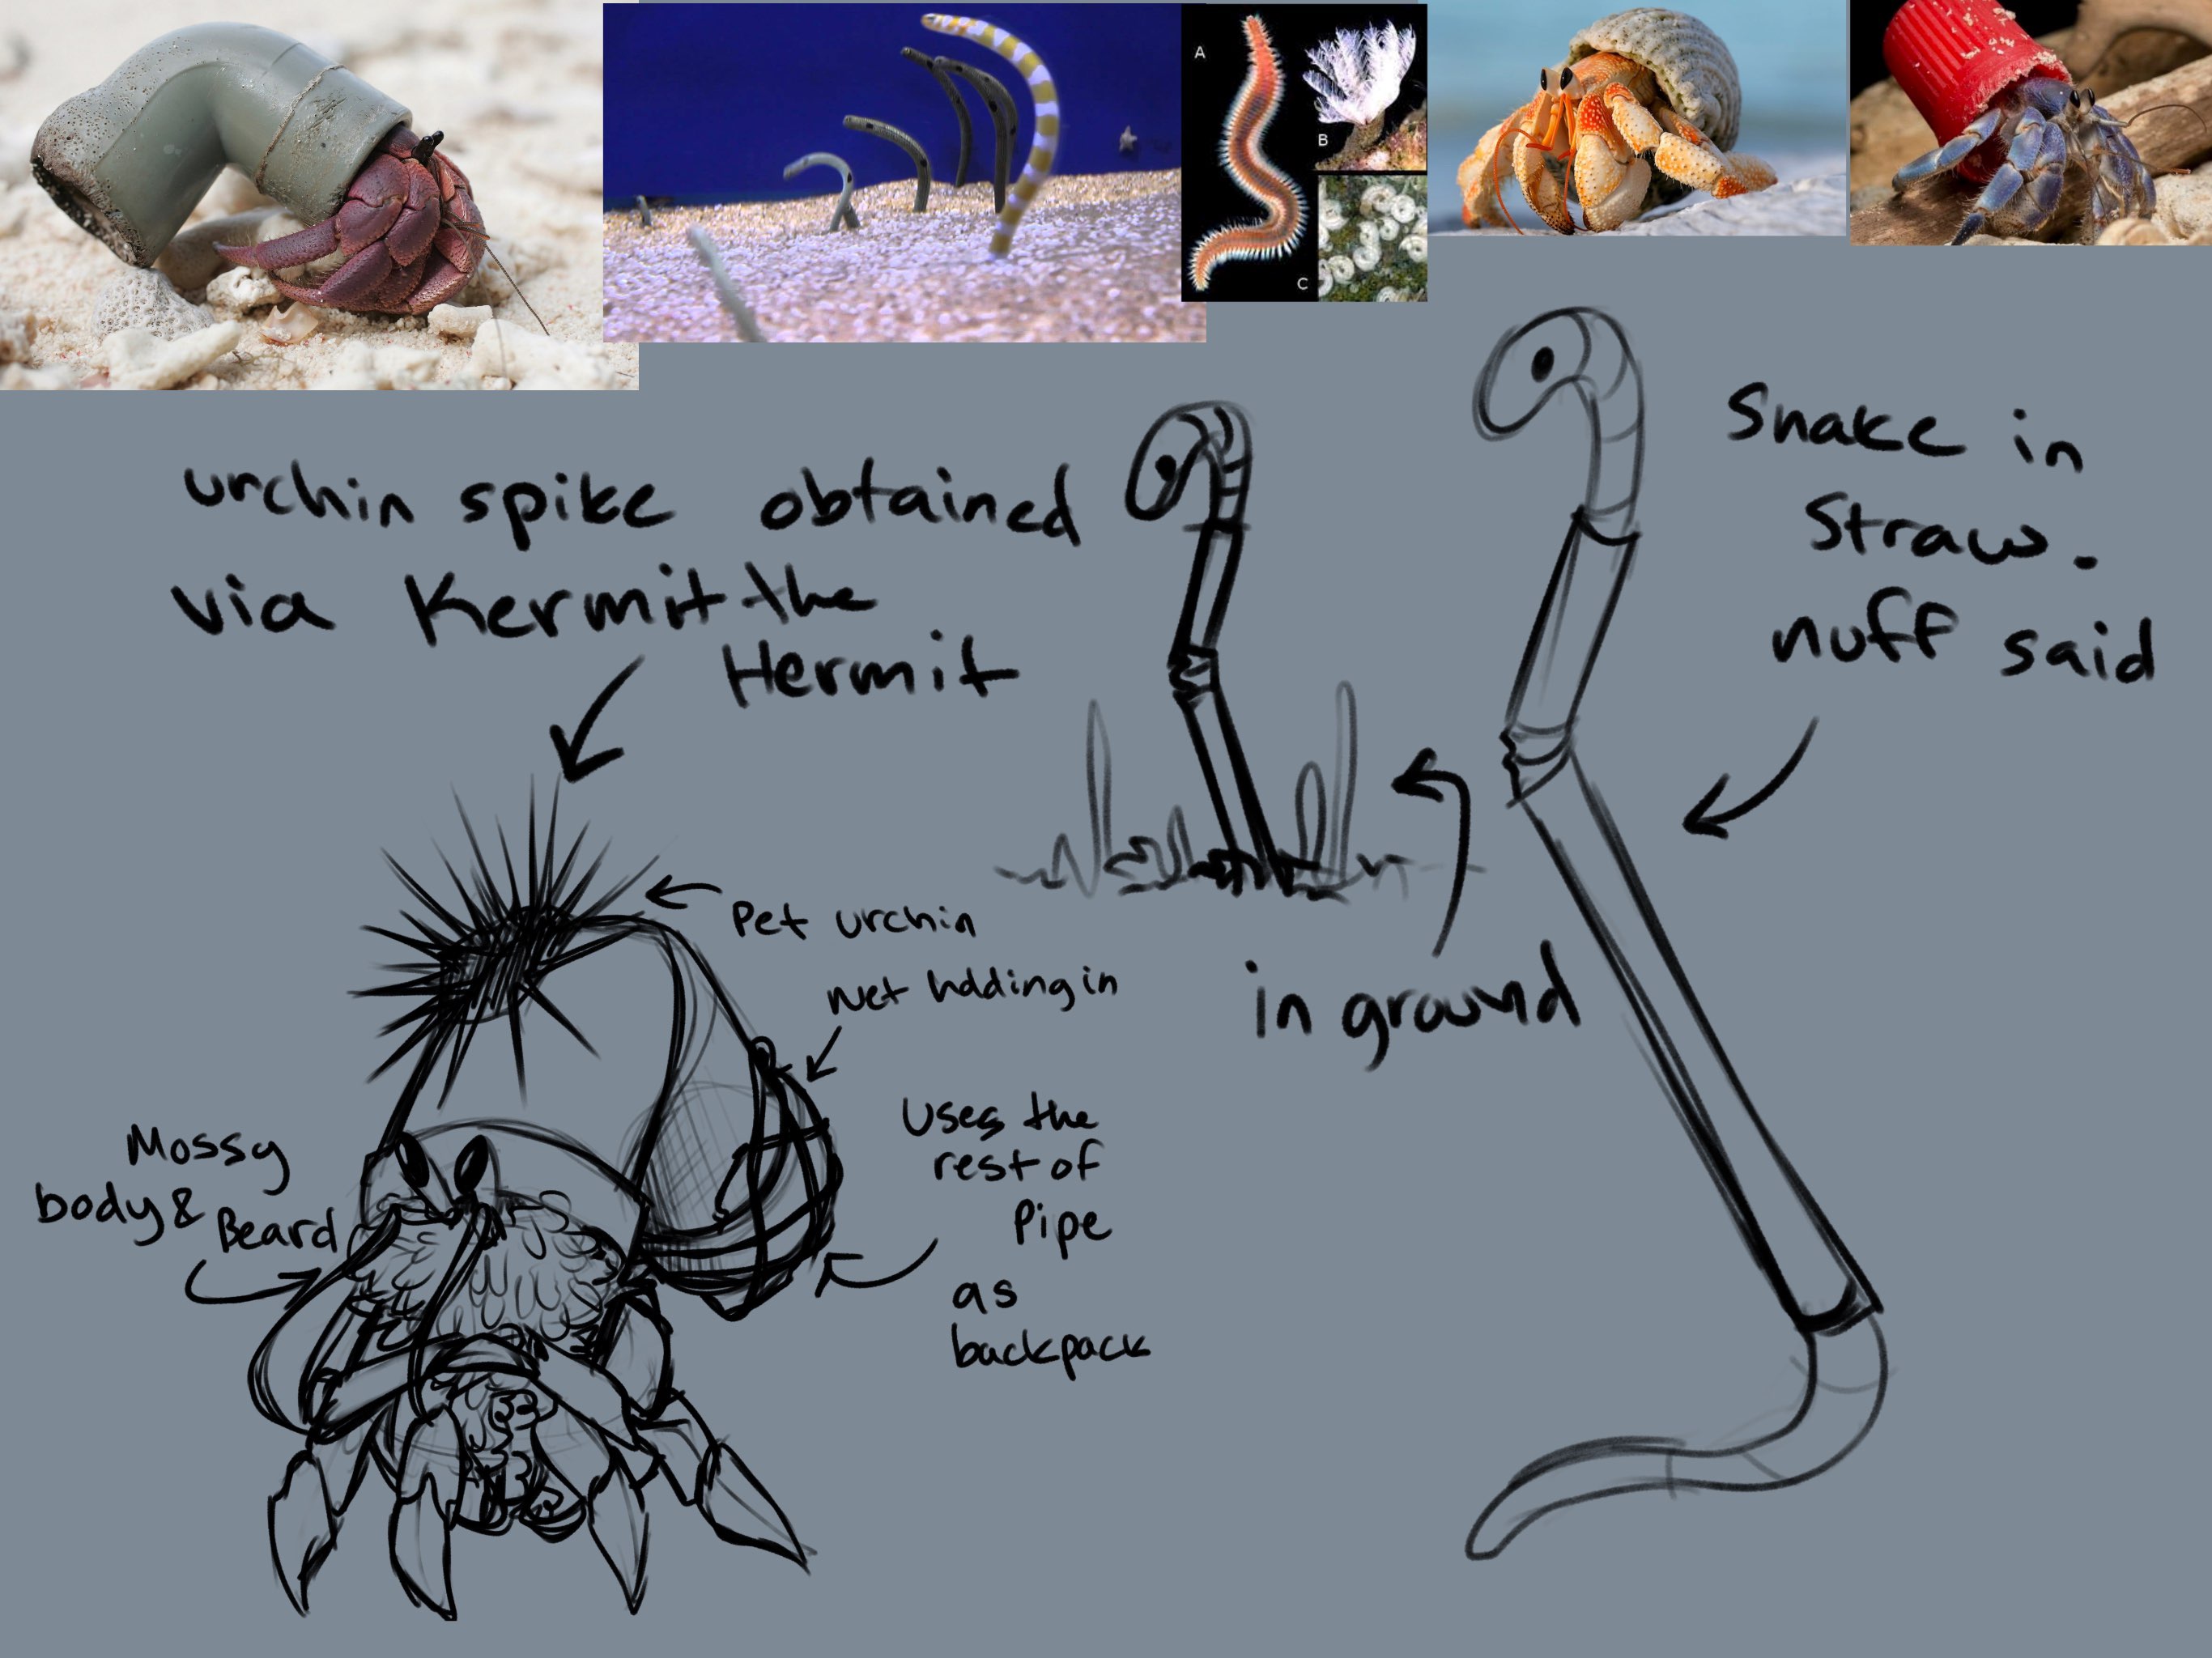 A
B
C
urchin spike obtained
via Kermit the
Hermit
Snake in
Straw.
nuff said
Pet urchin
Net holding in
in ground
Uses the
rest of
Pipe
as
backpack
Mossy
body &
Beard